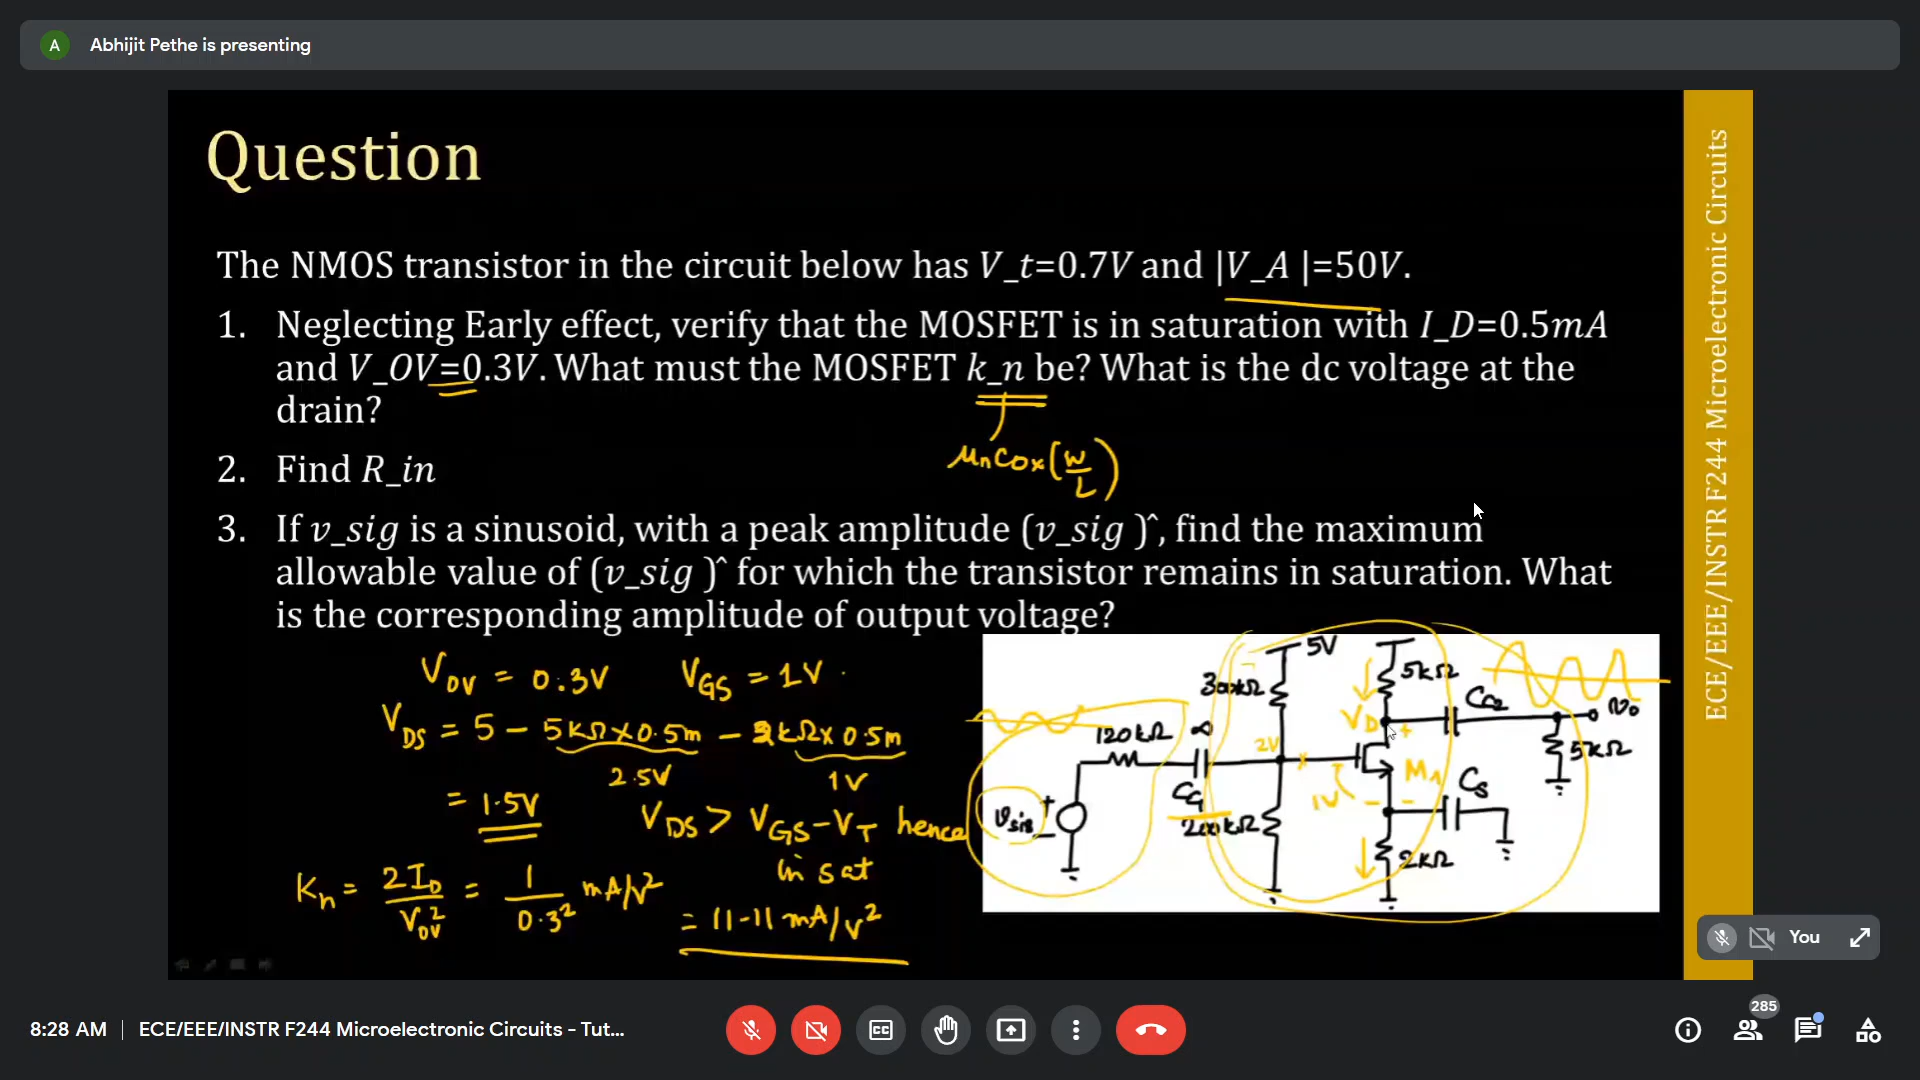 A Abhijit Pethe is presenting
Question
The NMOS transistor in the circuit below has V_t=0.7V and |V_A |=50V.
1. Neglecting Early effect, verify that the MOSFET is in saturation with I_D=0.5mA
and V_OV=0.3V. What must the MOSFET k_n be? What is the dc voltage at the
drain?
μnCox(W/L)
2. Find R_in
3. If v_sig is a sinusoid, with a peak amplitude (v_sig )ˆ, find the maximum
allowable value of (v_sig )ˆ for which the transistor remains in saturation. What
is the corresponding amplitude of output voltage?
VOV = 0.3V VGS = 1V
VDS = 5 - 5kΩ x 0.5m - 2kΩ x 0.5m
2.5V 1V
= 1.5V VDS > VGS - VT hence
in sat
Kn = 2ID / VOV² = 1 / 0.3² mA/V²
= 11.11 mA/V²
5V
300kΩ 5kΩ
CC2 vo
VD +
120kΩ ∞ 2V 5kΩ
M1
CS
1V - -
vsig + - 200kΩ
2kΩ
ECE/EEE/INSTR F244 Microelectronic Circuits
You
285
8:28 AM | ECE/EEE/INSTR F244 Microelectronic Circuits - Tut...
CC